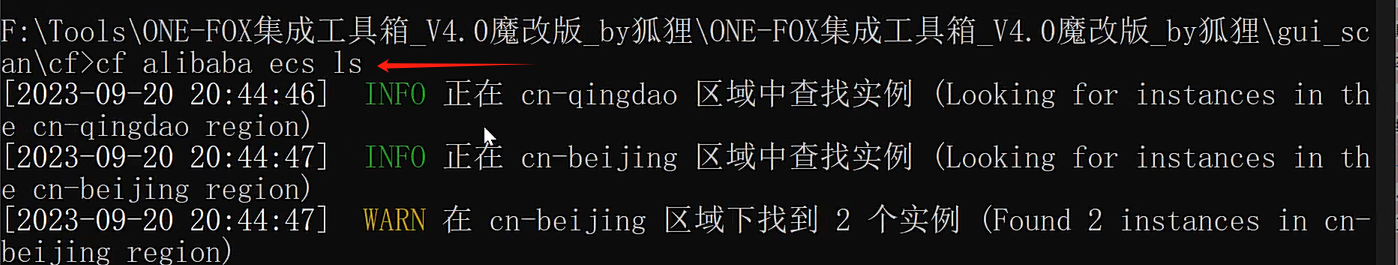 F:\Tools\ONE-FOX集成工具箱_V4.0魔改版_by狐狸\ONE-FOX集成工具箱_V4.0魔改版_by狐狸\gui_sc
an\cf>cf alibaba ecs ls
[2023-09-20 20:44:46]  INFO 正在 cn-qingdao 区域中查找实例 (Looking for instances in th
e cn-qingdao region)
[2023-09-20 20:44:47]  INFO 正在 cn-beijing 区域中查找实例 (Looking for instances in th
e cn-beijing region)
[2023-09-20 20:44:47]  WARN 在 cn-beijing 区域下找到 2 个实例 (Found 2 instances in cn-
beijing region)